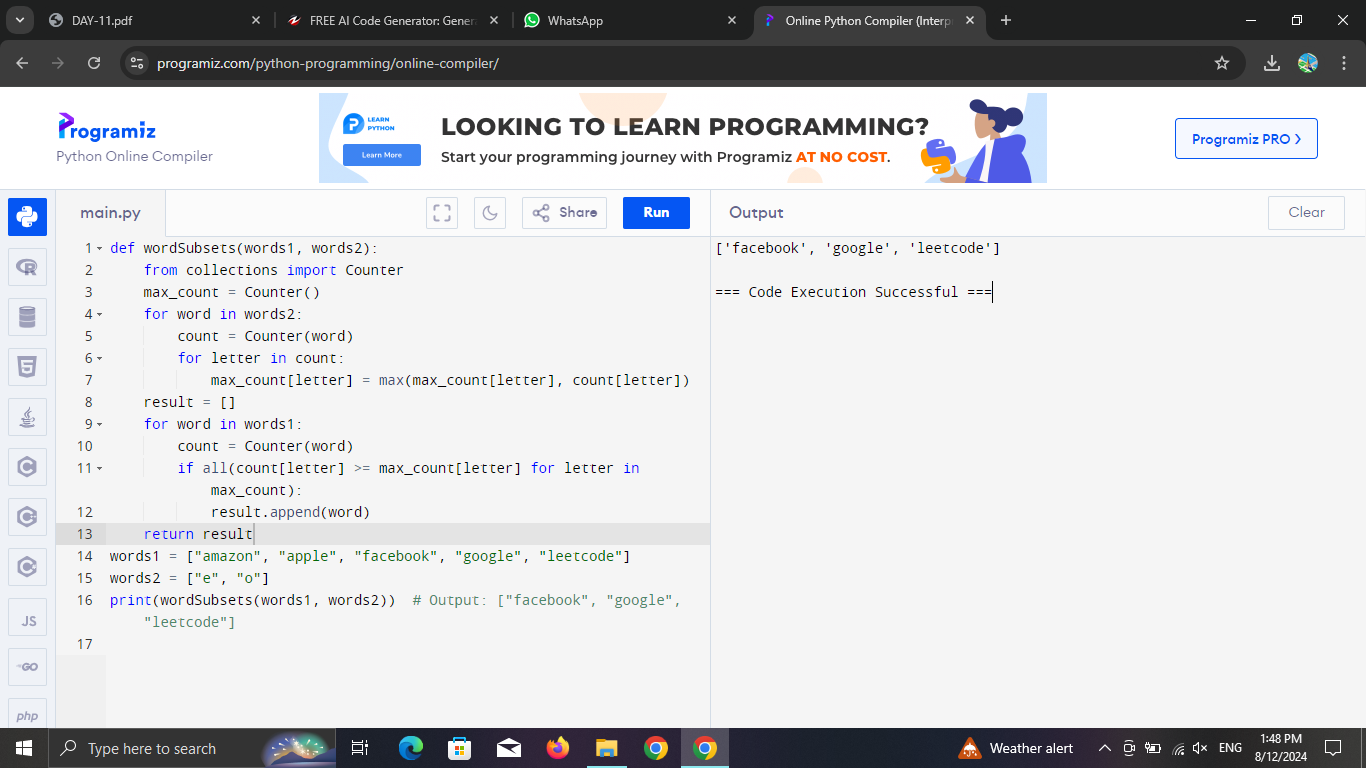 DAY-11.pdf
FREE AI Code Generator: Gener
WhatsApp
Online Python Compiler (Interp
programiz.com/python-programming/online-compiler/
Programiz
Python Online Compiler
LEARN
PYTHON
Learn More
LOOKING TO LEARN PROGRAMMING?
Start your programming journey with Programiz AT NO COST.
Programiz PRO >
main.py
Share
Run
Output
Clear
1 def wordSubsets(words1, words2):
2     from collections import Counter
3     max_count = Counter()
4     for word in words2:
5         count = Counter(word)
6         for letter in count:
7             max_count[letter] = max(max_count[letter], count[letter])
8     result = []
9     for word in words1:
10         count = Counter(word)
11         if all(count[letter] >= max_count[letter] for letter in
            max_count):
12             result.append(word)
13     return result
14 words1 = ["amazon", "apple", "facebook", "google", "leetcode"]
15 words2 = ["e", "o"]
16 print(wordSubsets(words1, words2))  # Output: ["facebook", "google",
    "leetcode"]
17
['facebook', 'google', 'leetcode']
=== Code Execution Successful ===
R
5
C
JS
GO
php
Type here to search
Weather alert
ENG
1:48 PM
8/12/2024